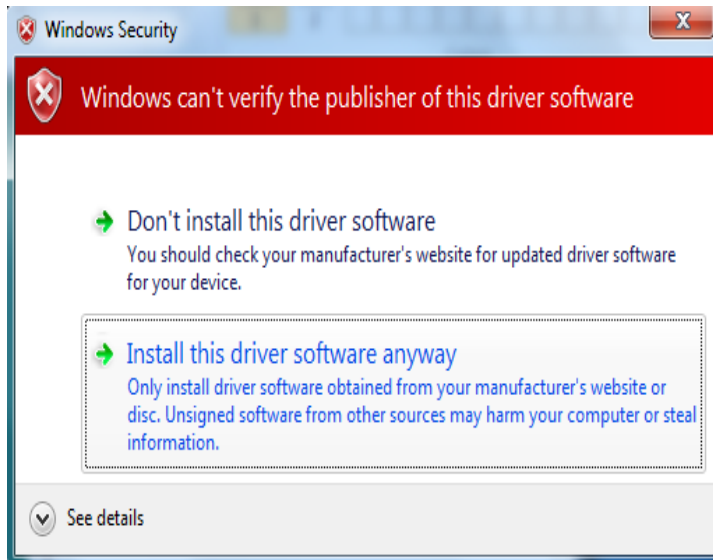 Windows Security
Windows can't verify the publisher of this driver software
Don't install this driver software
You should check your manufacturer's website for updated driver software
for your device.
Install this driver software anyway
Only install driver software obtained from your manufacturer's website or
disc. Unsigned software from other sources may harm your computer or steal
information.
See details